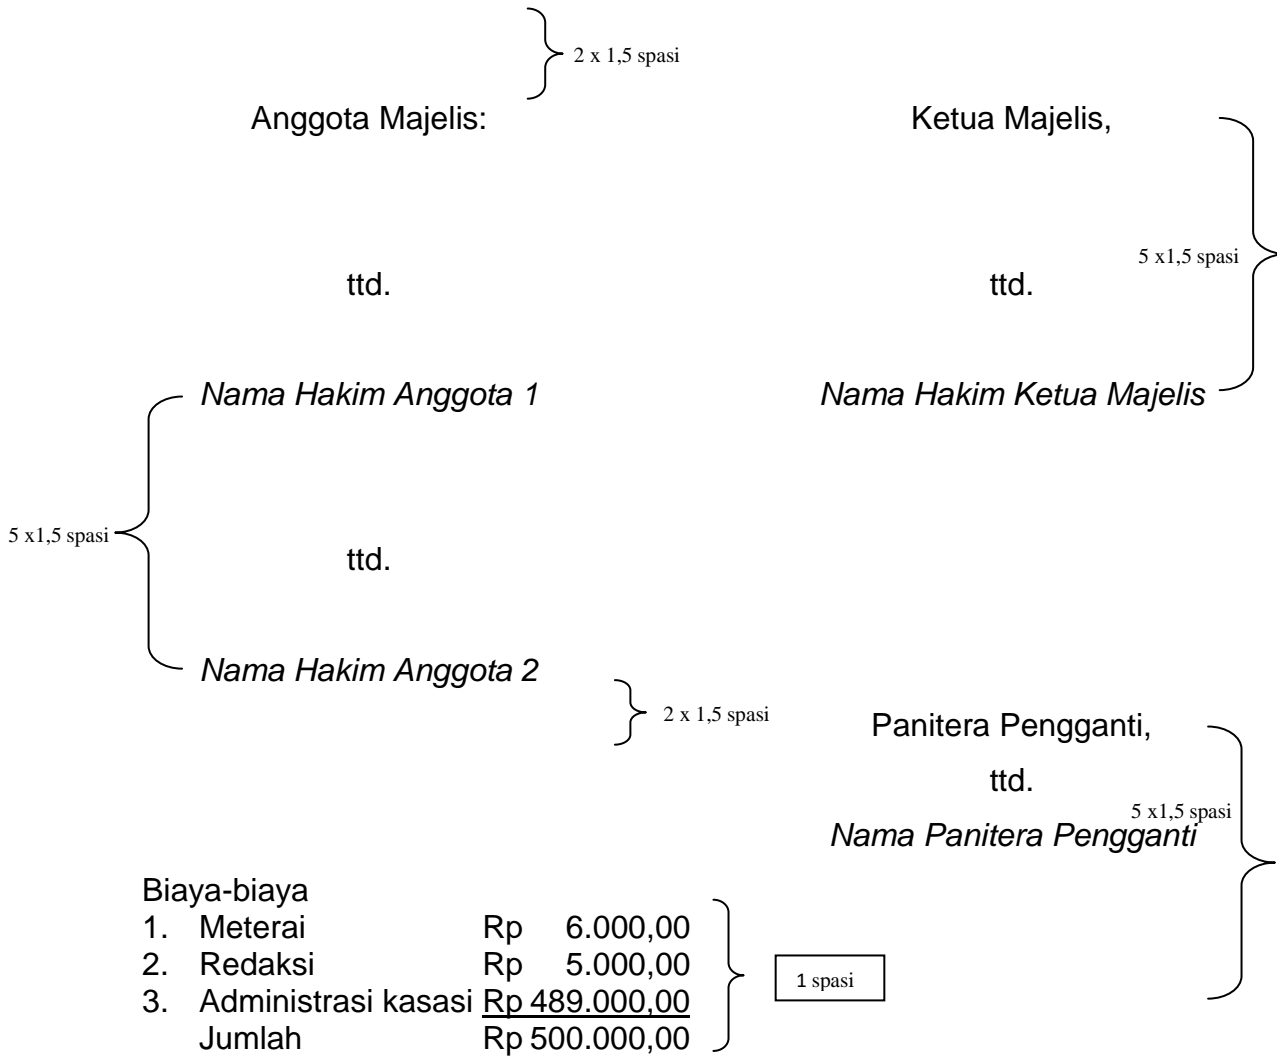 2 x 1,5 spasi
Anggota Majelis: Ketua Majelis,
5 x1,5 spasi
ttd. ttd.
Nama Hakim Anggota 1 Nama Hakim Ketua Majelis
5 x1,5 spasi
ttd.
Nama Hakim Anggota 2
2 x 1,5 spasi
Panitera Pengganti,
ttd.
5 x1,5 spasi
Nama Panitera Pengganti
Biaya-biaya
1. Meterai Rp 6.000,00
2. Redaksi Rp 5.000,00
1 spasi
3. Administrasi kasasi Rp 489.000,00
Jumlah Rp 500.000,00